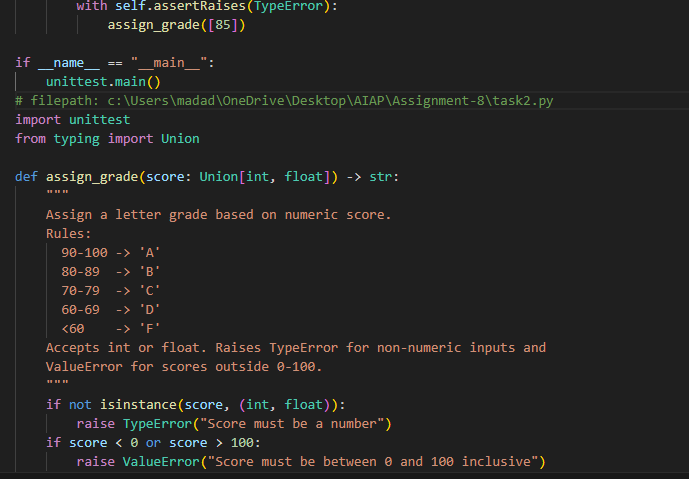 with self.assertRaises(TypeError):
assign_grade([85])
if __name__ == "__main__":
unittest.main()
# filepath: c:\Users\madad\OneDrive\Desktop\AIAP\Assignment-8\task2.py
import unittest
from typing import Union
def assign_grade(score: Union[int, float]) -> str:
"""
Assign a letter grade based on numeric score.
Rules:
90-100 -> 'A'
80-89 -> 'B'
70-79 -> 'C'
60-69 -> 'D'
<60 -> 'F'
Accepts int or float. Raises TypeError for non-numeric inputs and
ValueError for scores outside 0-100.
"""
if not isinstance(score, (int, float)):
raise TypeError("Score must be a number")
if score < 0 or score > 100:
raise ValueError("Score must be between 0 and 100 inclusive")